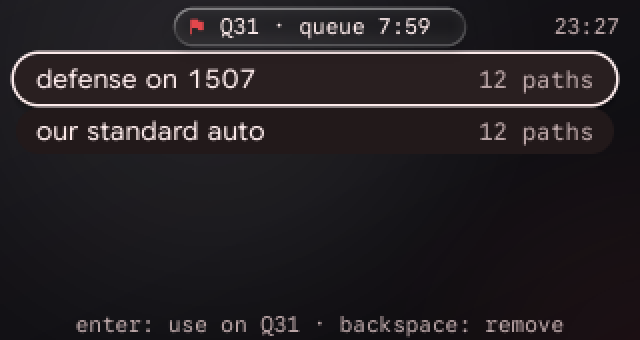 Q31 · queue 7:59 23:27
defense on 1507 12 paths
our standard auto 12 paths
enter: use on Q31 · backspace: remove